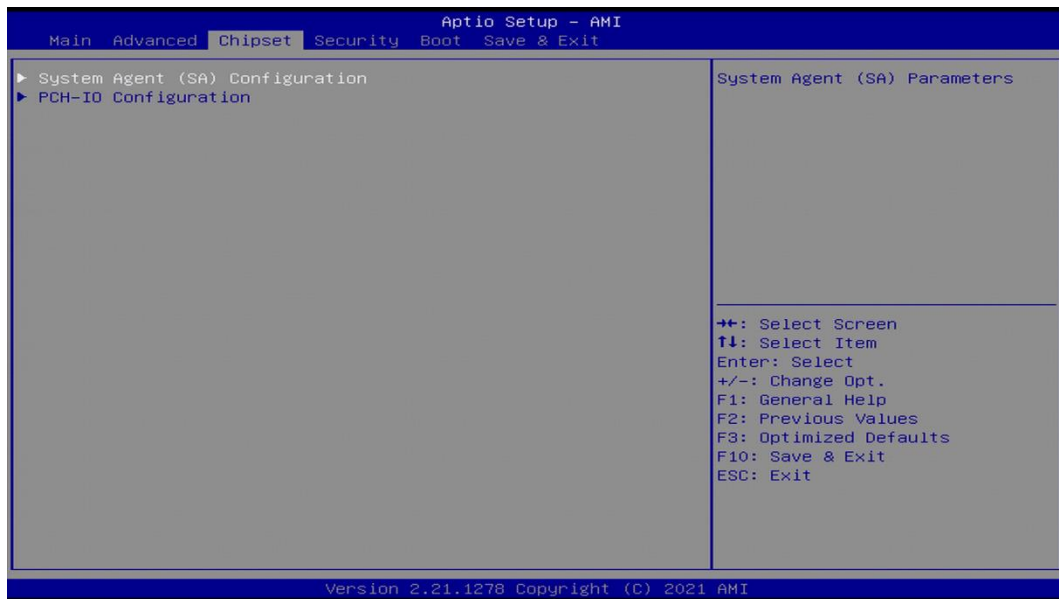 Aptio Setup – AMI
Main Advanced Chipset Security Boot Save & Exit
▶ System Agent (SA) Configuration
▶ PCH-IO Configuration
System Agent (SA) Parameters
→←: Select Screen
↑↓: Select Item
Enter: Select
+/-: Change Opt.
F1: General Help
F2: Previous Values
F3: Optimized Defaults
F10: Save & Exit
ESC: Exit
Version 2.21.1278 Copyright (C) 2021 AMI